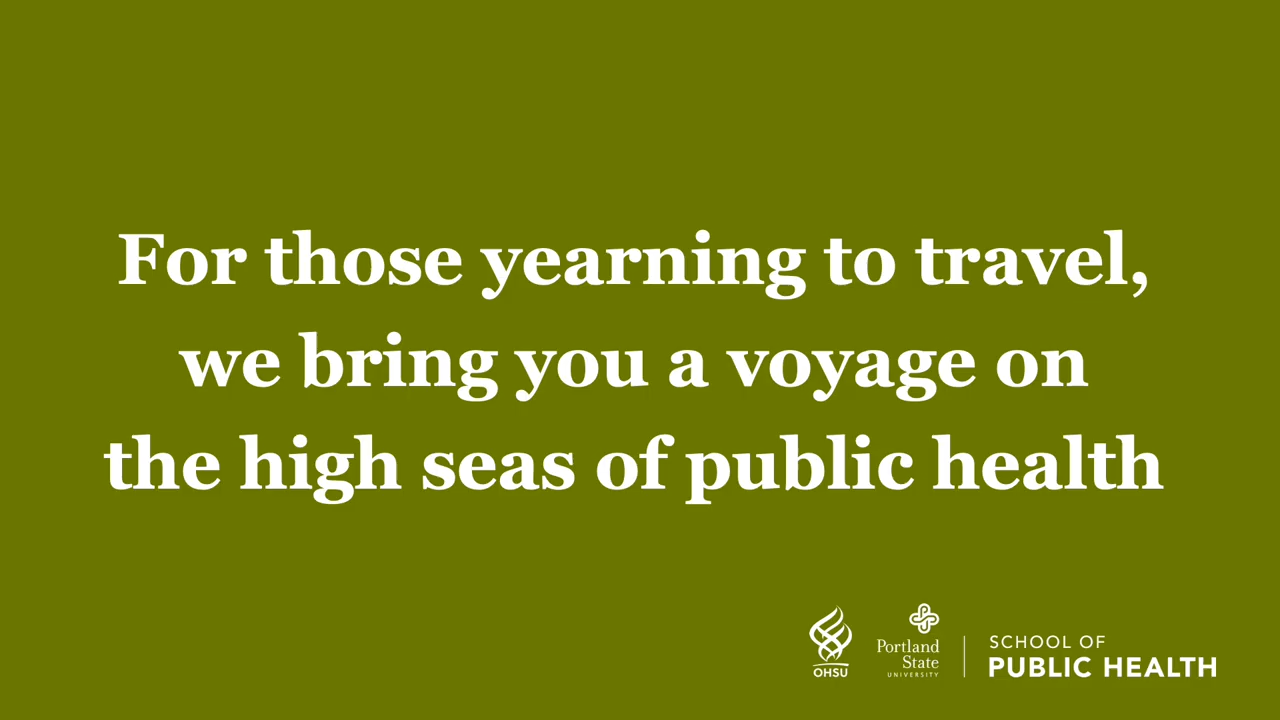 For those yearning to travel,
we bring you a voyage on
the high seas of public health
OHSU
Portland
State
UNIVERSITY
SCHOOL OF
PUBLIC HEALTH